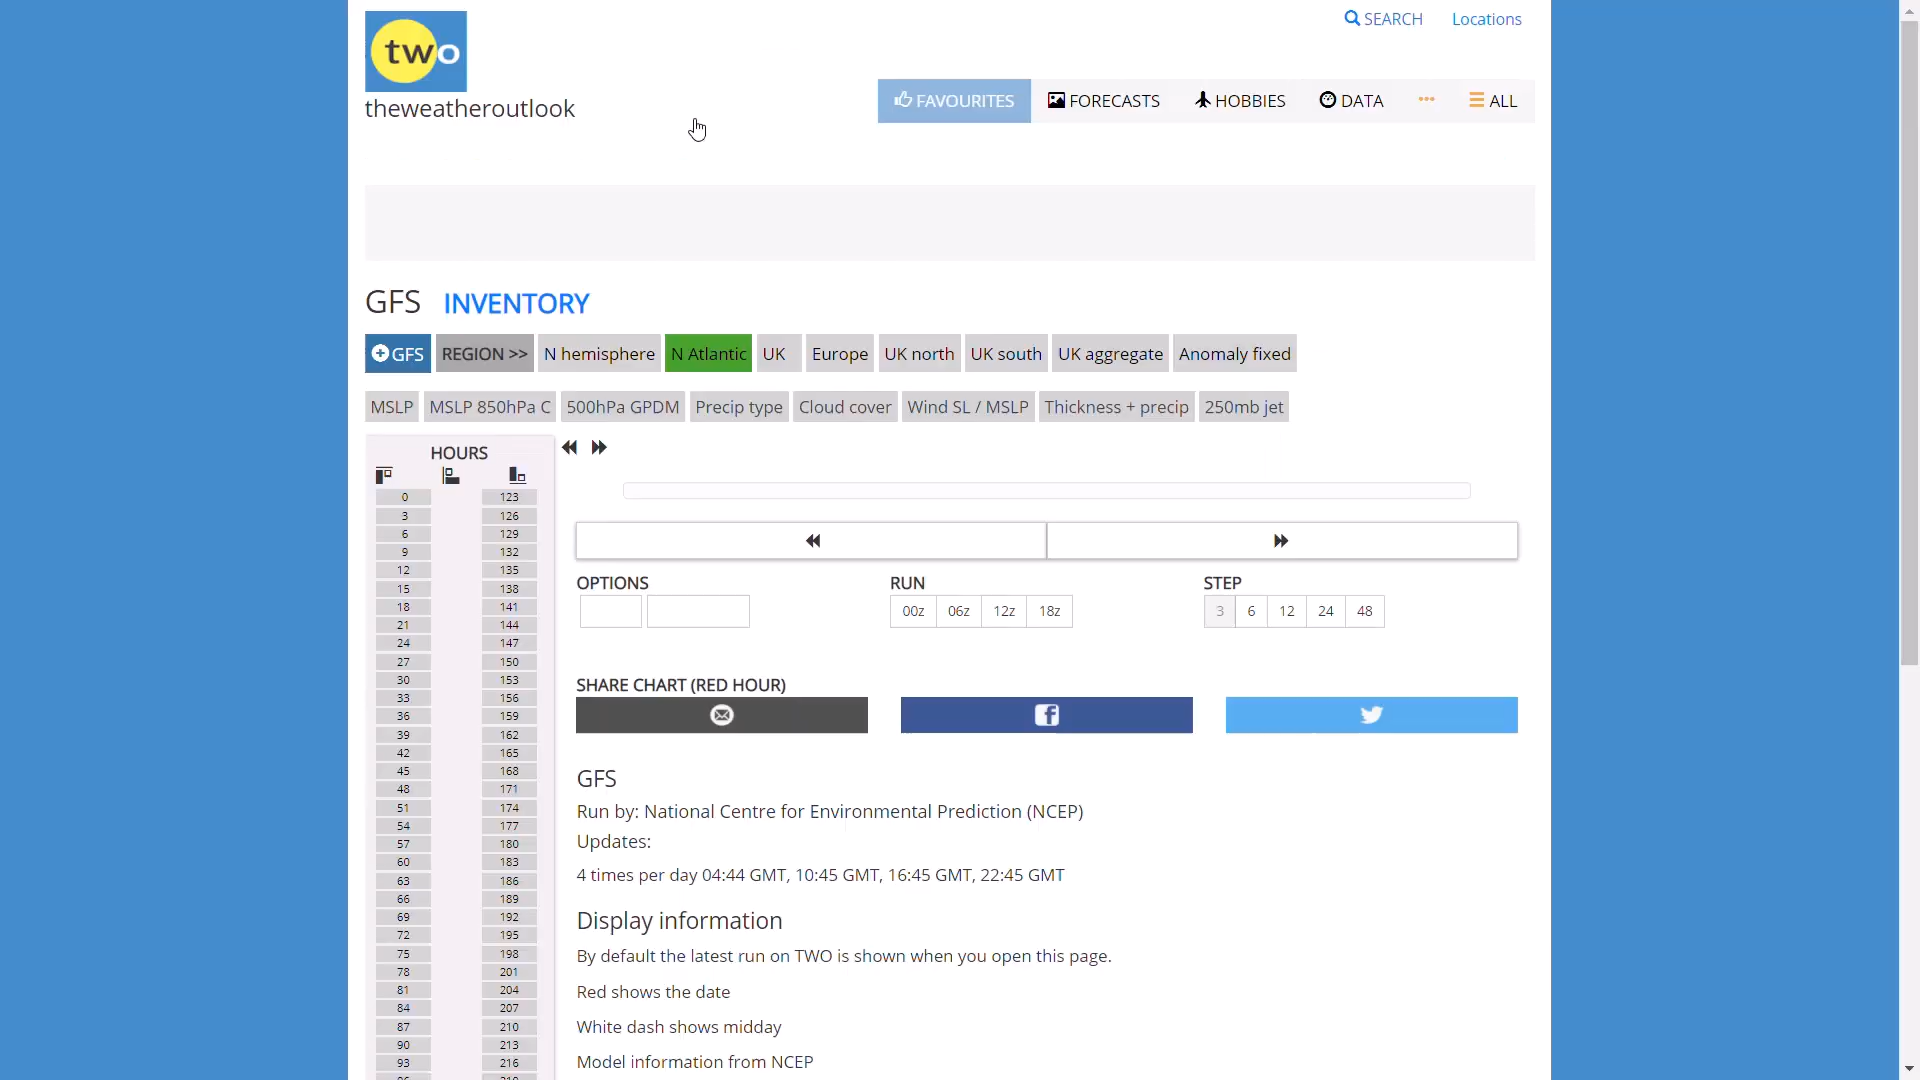 SEARCH Locations
two
theweatheroutlook
FAVOURITES FORECASTS HOBBIES DATA ALL
GFS INVENTORY
GFS REGION >> N hemisphere N Atlantic UK Europe UK north UK south UK aggregate Anomaly fixed
MSLP MSLP 850hPa C 500hPa GPDM Precip type Cloud cover Wind SL / MSLP Thickness + precip 250mb jet
HOURS
0 123
3 126
6 129
9 132
12 135
15 138
18 141
21 144
24 147
27 150
30 153
33 156
36 159
39 162
42 165
45 168
48 171
51 174
54 177
57 180
60 183
63 186
66 189
69 192
72 195
75 198
78 201
81 204
84 207
87 210
90 213
93 216
OPTIONS RUN STEP
00z 06z 12z 18z 3 6 12 24 48
SHARE CHART (RED HOUR)
GFS
Run by: National Centre for Environmental Prediction (NCEP)
Updates:
4 times per day 04:44 GMT, 10:45 GMT, 16:45 GMT, 22:45 GMT
Display information
By default the latest run on TWO is shown when you open this page.
Red shows the date
White dash shows midday
Model information from NCEP